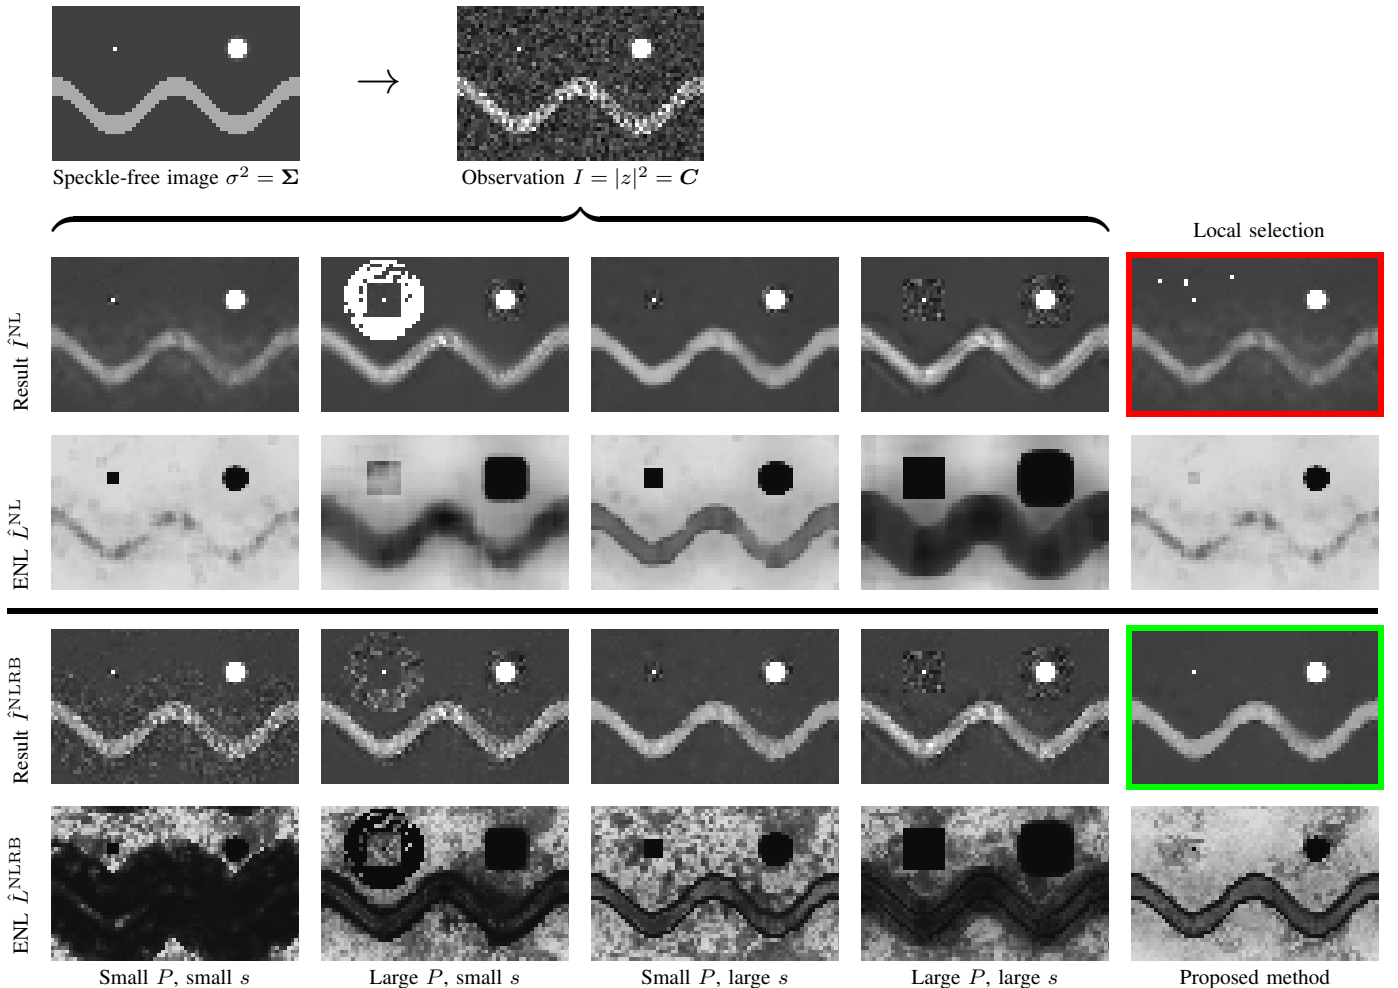 Speckle-free image σ² = Σ
→
Observation I = |z|² = C
Local selection
Result Î^NL
ENL L̂^NL
Result Î^NLRB
ENL L̂^NLRB
Small P, small s
Large P, small s
Small P, large s
Large P, large s
Proposed method